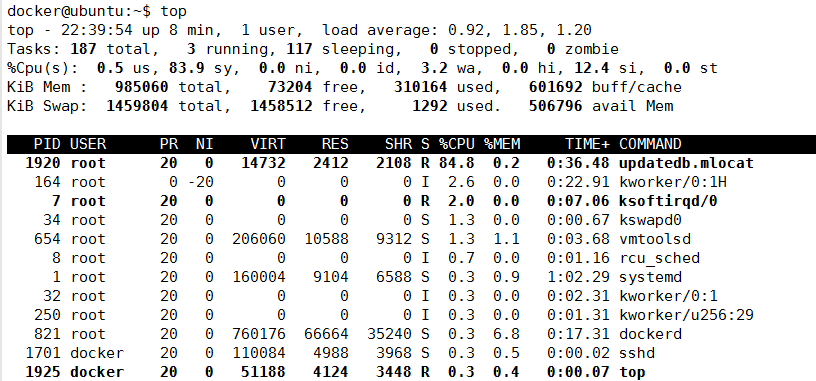 docker@ubuntu:~$ top
top - 22:39:54 up 8 min,  1 user,  load average: 0.92, 1.85, 1.20
Tasks: 187 total,   3 running, 117 sleeping,   0 stopped,   0 zombie
%Cpu(s):  0.5 us, 83.9 sy,  0.0 ni,  0.0 id,  3.2 wa,  0.0 hi, 12.4 si,  0.0 st
KiB Mem :   985060 total,    73204 free,   310164 used,   601692 buff/cache
KiB Swap:  1459804 total,  1458512 free,     1292 used.   506796 avail Mem
PID USER      PR  NI    VIRT    RES    SHR S %CPU %MEM     TIME+ COMMAND
1920 root      20   0   14732   2412   2108 R 84.8  0.2   0:36.48 updatedb.mlocat
164 root       0 -20       0      0      0 I  2.6  0.0   0:22.91 kworker/0:1H
7 root      20   0       0      0      0 R  2.0  0.0   0:07.06 ksoftirqd/0
34 root      20   0       0      0      0 S  1.3  0.0   0:00.67 kswapd0
654 root      20   0  206060  10588   9312 S  1.3  1.1   0:03.68 vmtoolsd
8 root      20   0       0      0      0 I  0.7  0.0   0:01.16 rcu_sched
1 root      20   0  160004   9104   6588 S  0.3  0.9   1:02.29 systemd
32 root      20   0       0      0      0 I  0.3  0.0   0:02.31 kworker/0:1
250 root      20   0       0      0      0 I  0.3  0.0   0:01.31 kworker/u256:29
821 root      20   0  760176  66664  35240 S  0.3  6.8   0:17.31 dockerd
1701 docker    20   0  110084   4988   3968 S  0.3  0.5   0:00.02 sshd
1925 docker    20   0   51188   4124   3448 R  0.3  0.4   0:00.07 top